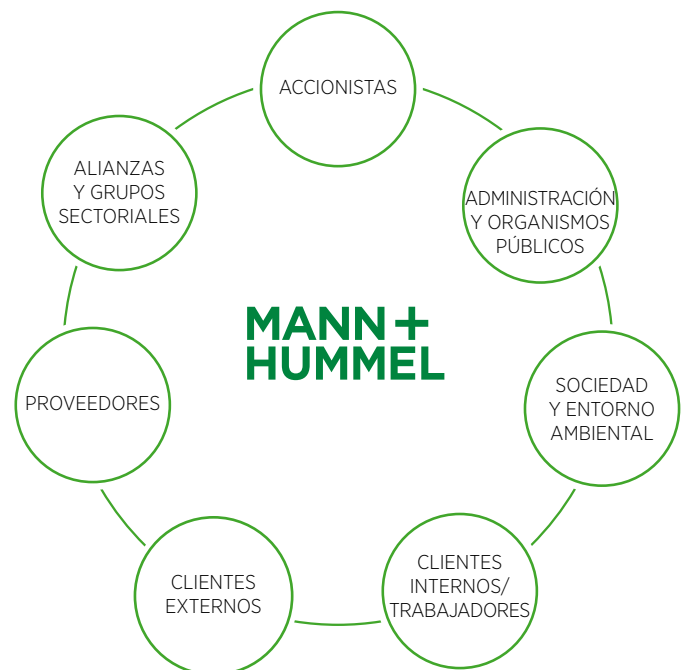 ACCIONISTAS
ALIANZAS
Y GRUPOS
SECTORIALES
ADMINISTRACIÓN
Y ORGANISMOS
PÚBLICOS
MANN+
HUMMEL
PROVEEDORES
SOCIEDAD
Y ENTORNO
AMBIENTAL
CLIENTES
EXTERNOS
CLIENTES
INTERNOS/
TRABAJADORES